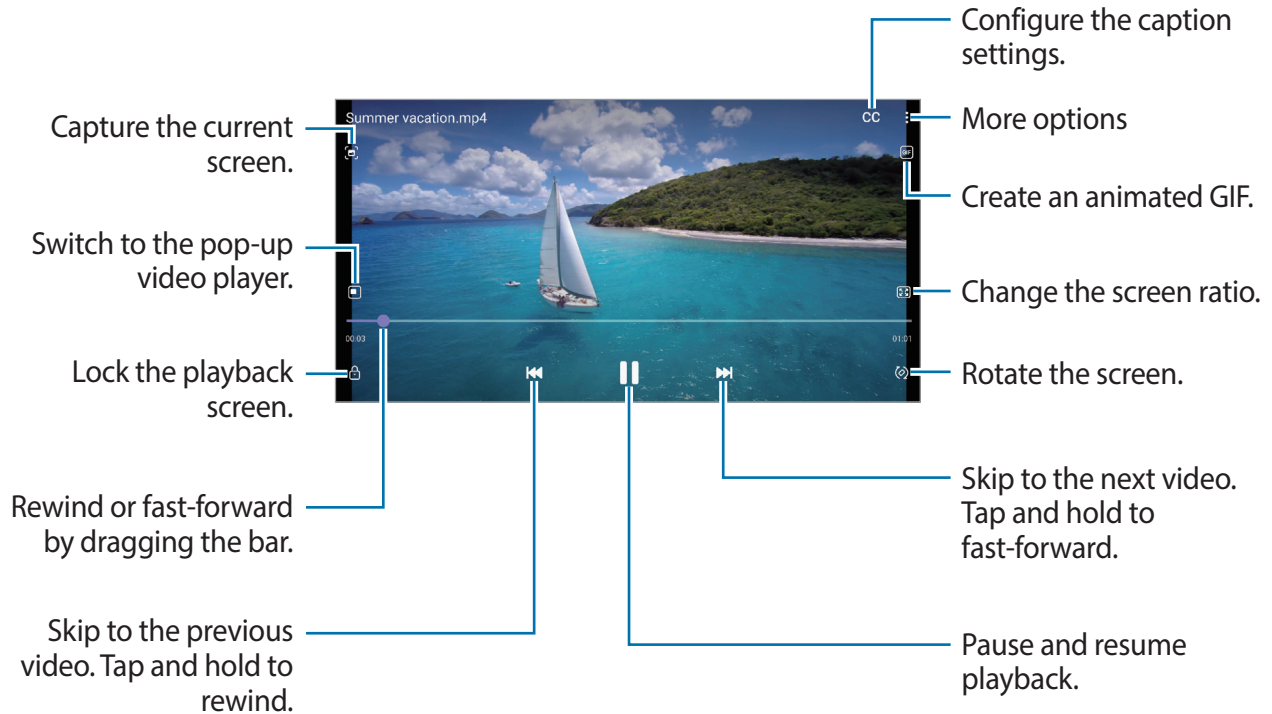 Configure the caption
settings.
Capture the current
screen.
Summer vacation.mp4
CC
More options
GIF
Create an animated GIF.
Switch to the pop-up
video player.
Change the screen ratio.
00:03
01:01
Lock the playback
screen.
Rotate the screen.
Rewind or fast-forward
by dragging the bar.
Skip to the next video.
Tap and hold to
fast-forward.
Skip to the previous
video. Tap and hold to
rewind.
Pause and resume
playback.